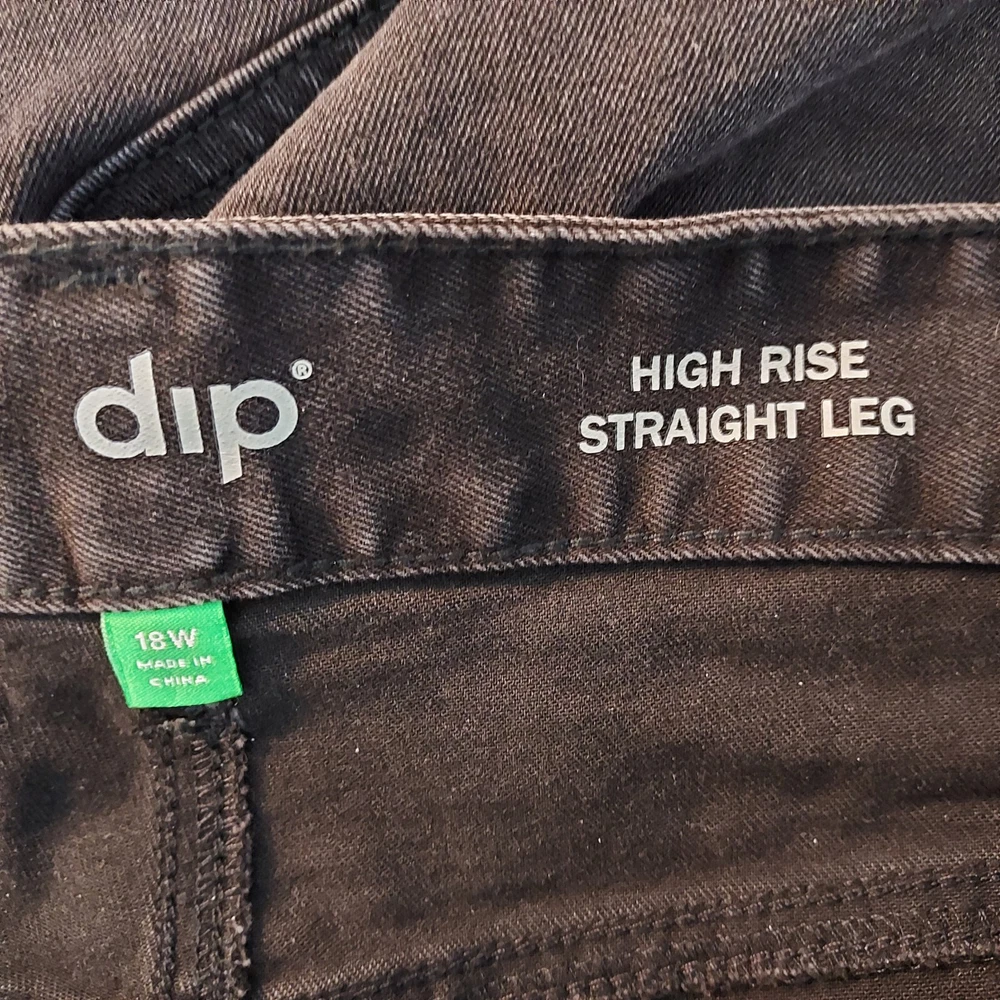 dip®
HIGH RISE
STRAIGHT LEG
18W
MADE IN
CHINA